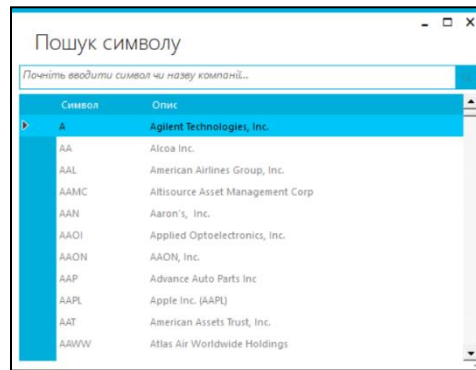 Пошук символу
Почніть вводити символ чи назву компанії...
Символ Опис
A Agilent Technologies, Inc.
AA Alcoa Inc.
AAL American Airlines Group, Inc.
AAMC Altisource Asset Management Corp
AAN Aaron's, Inc.
AAOI Applied Optoelectronics, Inc.
AAON AAON, Inc.
AAP Advance Auto Parts Inc
AAPL Apple Inc. (AAPL)
AAT American Assets Trust, Inc.
AAWW Atlas Air Worldwide Holdings